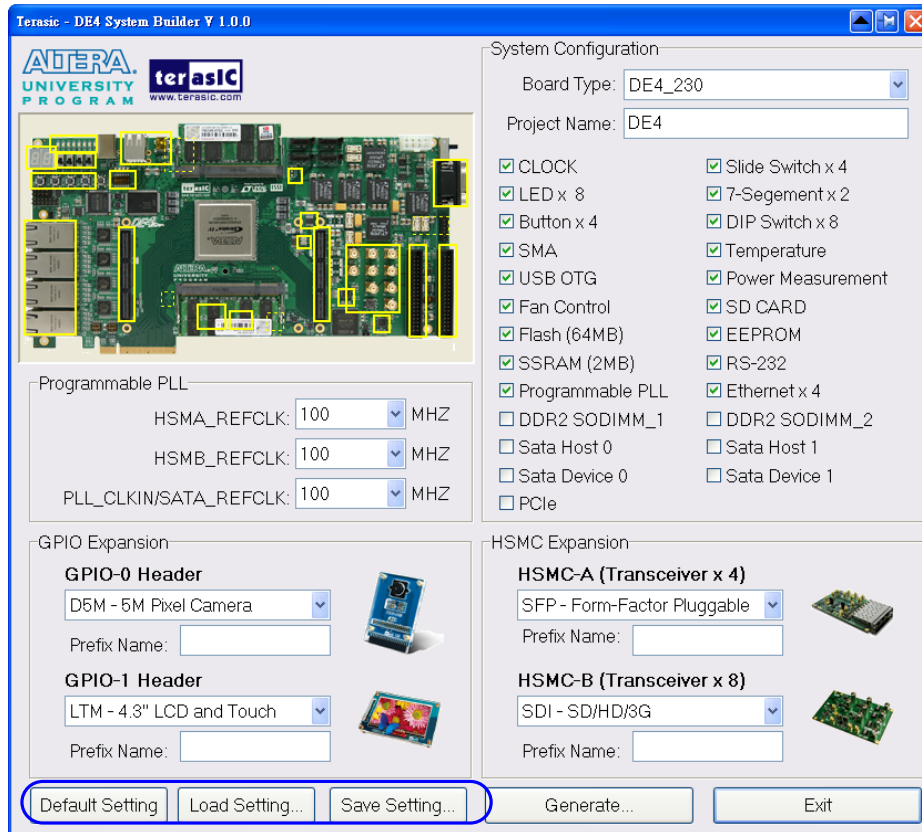 Terasic - DE4 System Builder V 1.0.0
ALTERA.
UNIVERSITY
PROGRAM
terasIC
www.terasic.com
System Configuration
Board Type: DE4_230
Project Name: DE4
CLOCK
Slide Switch x 4
LED x 8
7-Segement x 2
Button x 4
DIP Switch x 8
SMA
Temperature
USB OTG
Power Measurement
Fan Control
SD CARD
Flash (64MB)
EEPROM
SSRAM (2MB)
RS-232
Programmable PLL
Ethernet x 4
DDR2 SODIMM_1
DDR2 SODIMM_2
Sata Host 0
Sata Host 1
Sata Device 0
Sata Device 1
PCIe
Programmable PLL
HSMA_REFCLK: 100 MHZ
HSMB_REFCLK: 100 MHZ
PLL_CLKIN/SATA_REFCLK: 100 MHZ
GPIO Expansion
GPIO-0 Header
D5M - 5M Pixel Camera
Prefix Name:
GPIO-1 Header
LTM - 4.3" LCD and Touch
Prefix Name:
HSMC Expansion
HSMC-A (Transceiver x 4)
SFP - Form-Factor Pluggable
Prefix Name:
HSMC-B (Transceiver x 8)
SDI - SD/HD/3G
Prefix Name:
Default Setting
Load Setting...
Save Setting...
Generate...
Exit